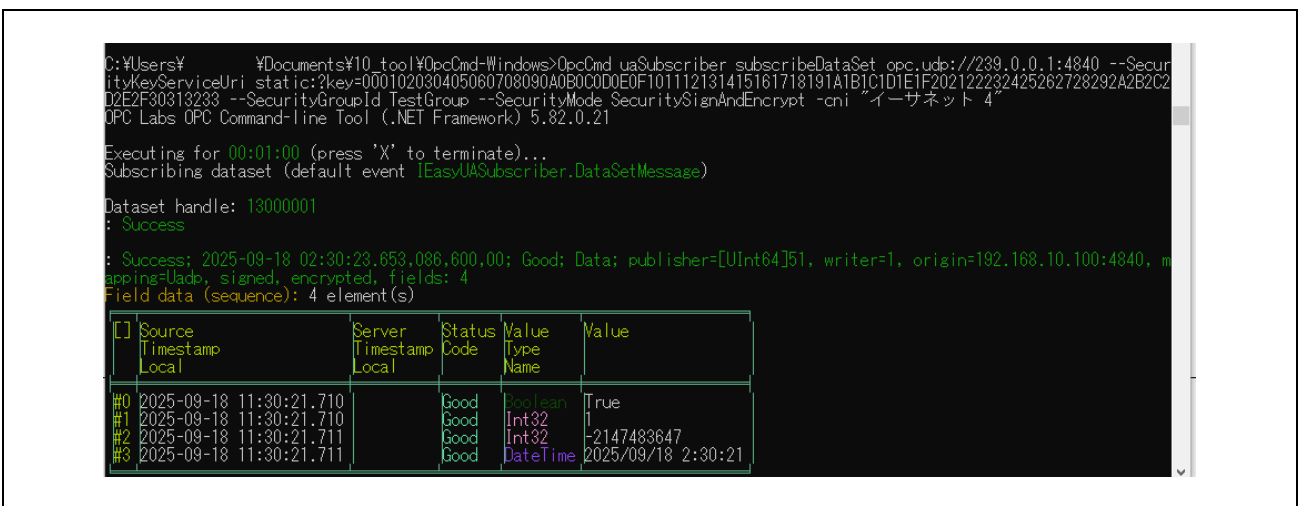 C:¥Users¥ ¥Documents¥10_tool¥OpcCmd-Windows>OpcCmd uaSubscriber subscribeDataSet opc.udp://239.0.0.1:4840 --Secur
ityKeyServiceUri static:?key=000102030405060708090A0B0C0D0E0F101112131415161718191A1B1C1D1E1F202122232425262728292A2B2C2
D2E2F30313233 --SecurityGroupId TestGroup --SecurityMode SecuritySignAndEncrypt -cni "イーサネット 4"
OPC Labs OPC Command-line Tool (.NET Framework) 5.82.0.21
Executing for 00:01:00 (press 'X' to terminate)...
Subscribing dataset (default event IEasyUASubscriber.DataSetMessage)
Dataset handle: 13000001
: Success
: Success; 2025-09-18 02:30:23.653,086,600,00; Good; Data; publisher=[UInt64]51, writer=1, origin=192.168.10.100:4840, m
apping=Uadp, signed, encrypted, fields: 4
Field data (sequence): 4 element(s)
[] Source Server Status Value Value
Timestamp Timestamp Code Type
Local Local Name
#0 2025-09-18 11:30:21.710 Good Boolean True
#1 2025-09-18 11:30:21.710 Good Int32 1
#2 2025-09-18 11:30:21.711 Good Int32 -2147483647
#3 2025-09-18 11:30:21.711 Good DateTime 2025/09/18 2:30:21